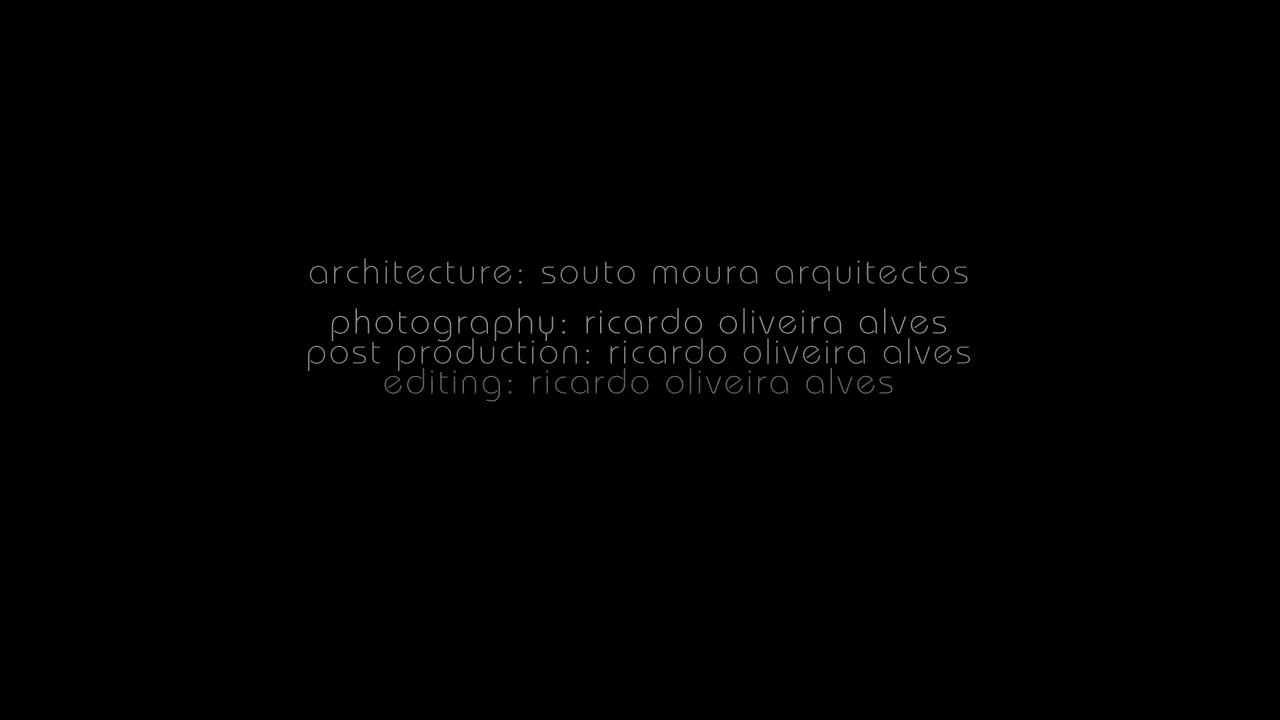 architecture: souto moura arquitectos
photography: ricardo oliveira alves
post production: ricardo oliveira alves
editing: ricardo oliveira alves